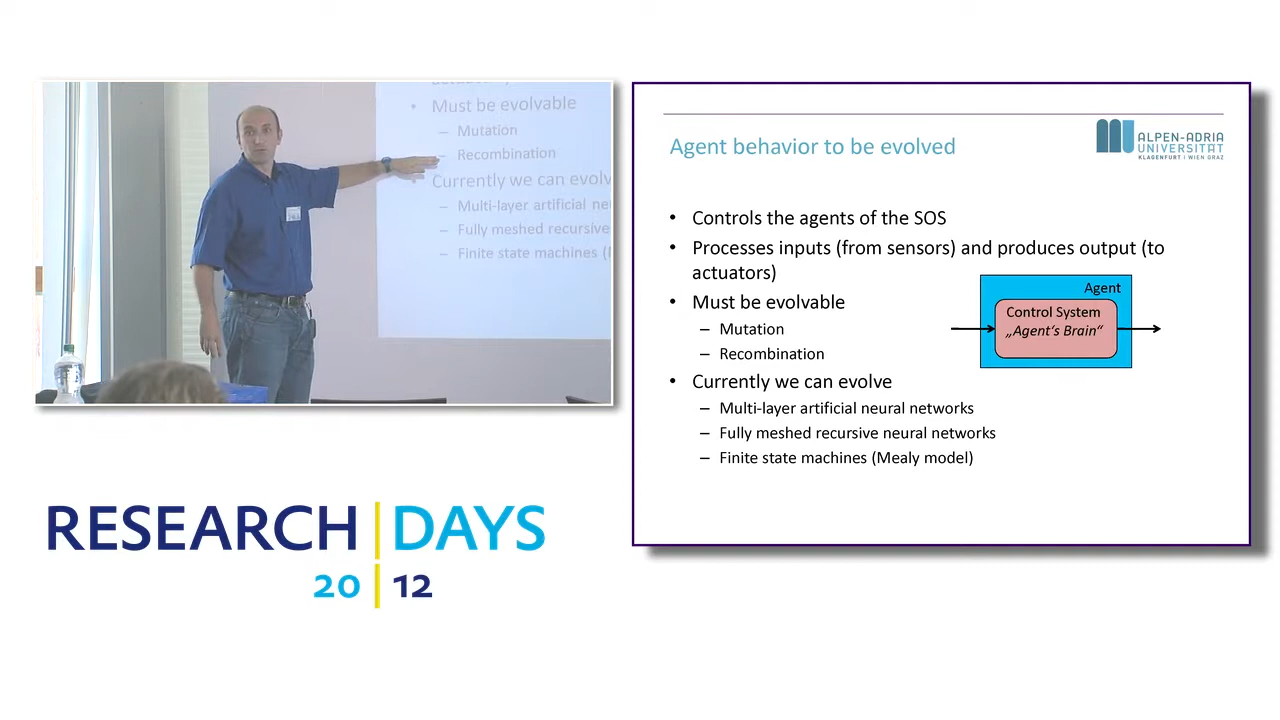 actuators)
• Must be evolvable
– Mutation
– Recombination
• Currently we can evolv
– Multi-layer artificial ne
– Fully meshed recursive
– Finite state machines (
RESEARCH | DAYS
20 | 12
Agent behavior to be evolved
ALPEN-ADRIA
UNIVERSITÄT
KLAGENFURT | WIEN GRAZ
• Controls the agents of the SOS
• Processes inputs (from sensors) and produces output (to
actuators)
• Must be evolvable
– Mutation
– Recombination
• Currently we can evolve
– Multi-layer artificial neural networks
– Fully meshed recursive neural networks
– Finite state machines (Mealy model)
Agent
Control System
„Agent's Brain“